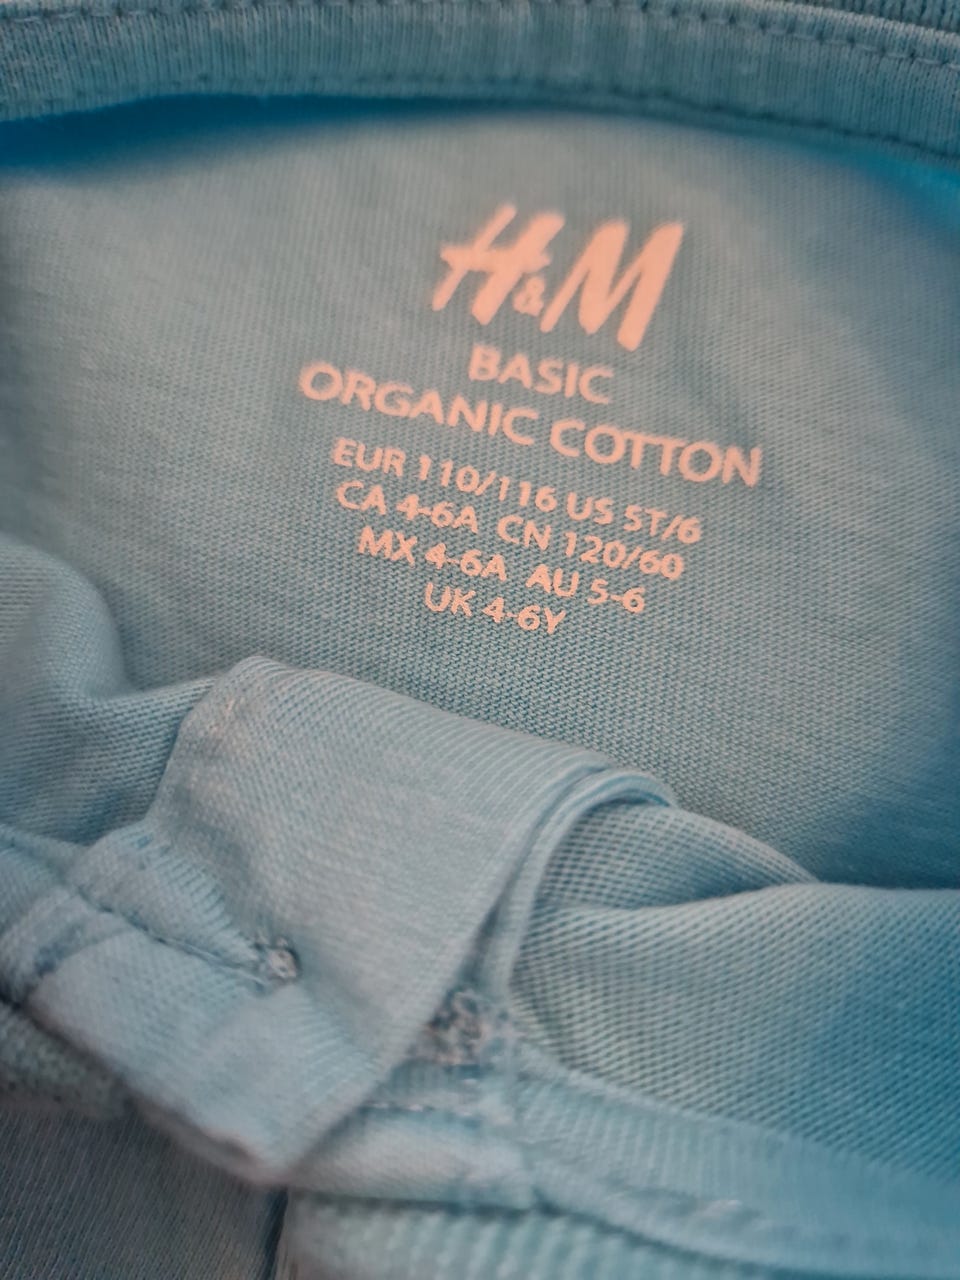 H&M
BASIC
ORGANIC COTTON
EUR 110/116 US 5T/6
CA 4-6A CN 120/60
MX 4-6A AU 5-6
UK 4-6Y